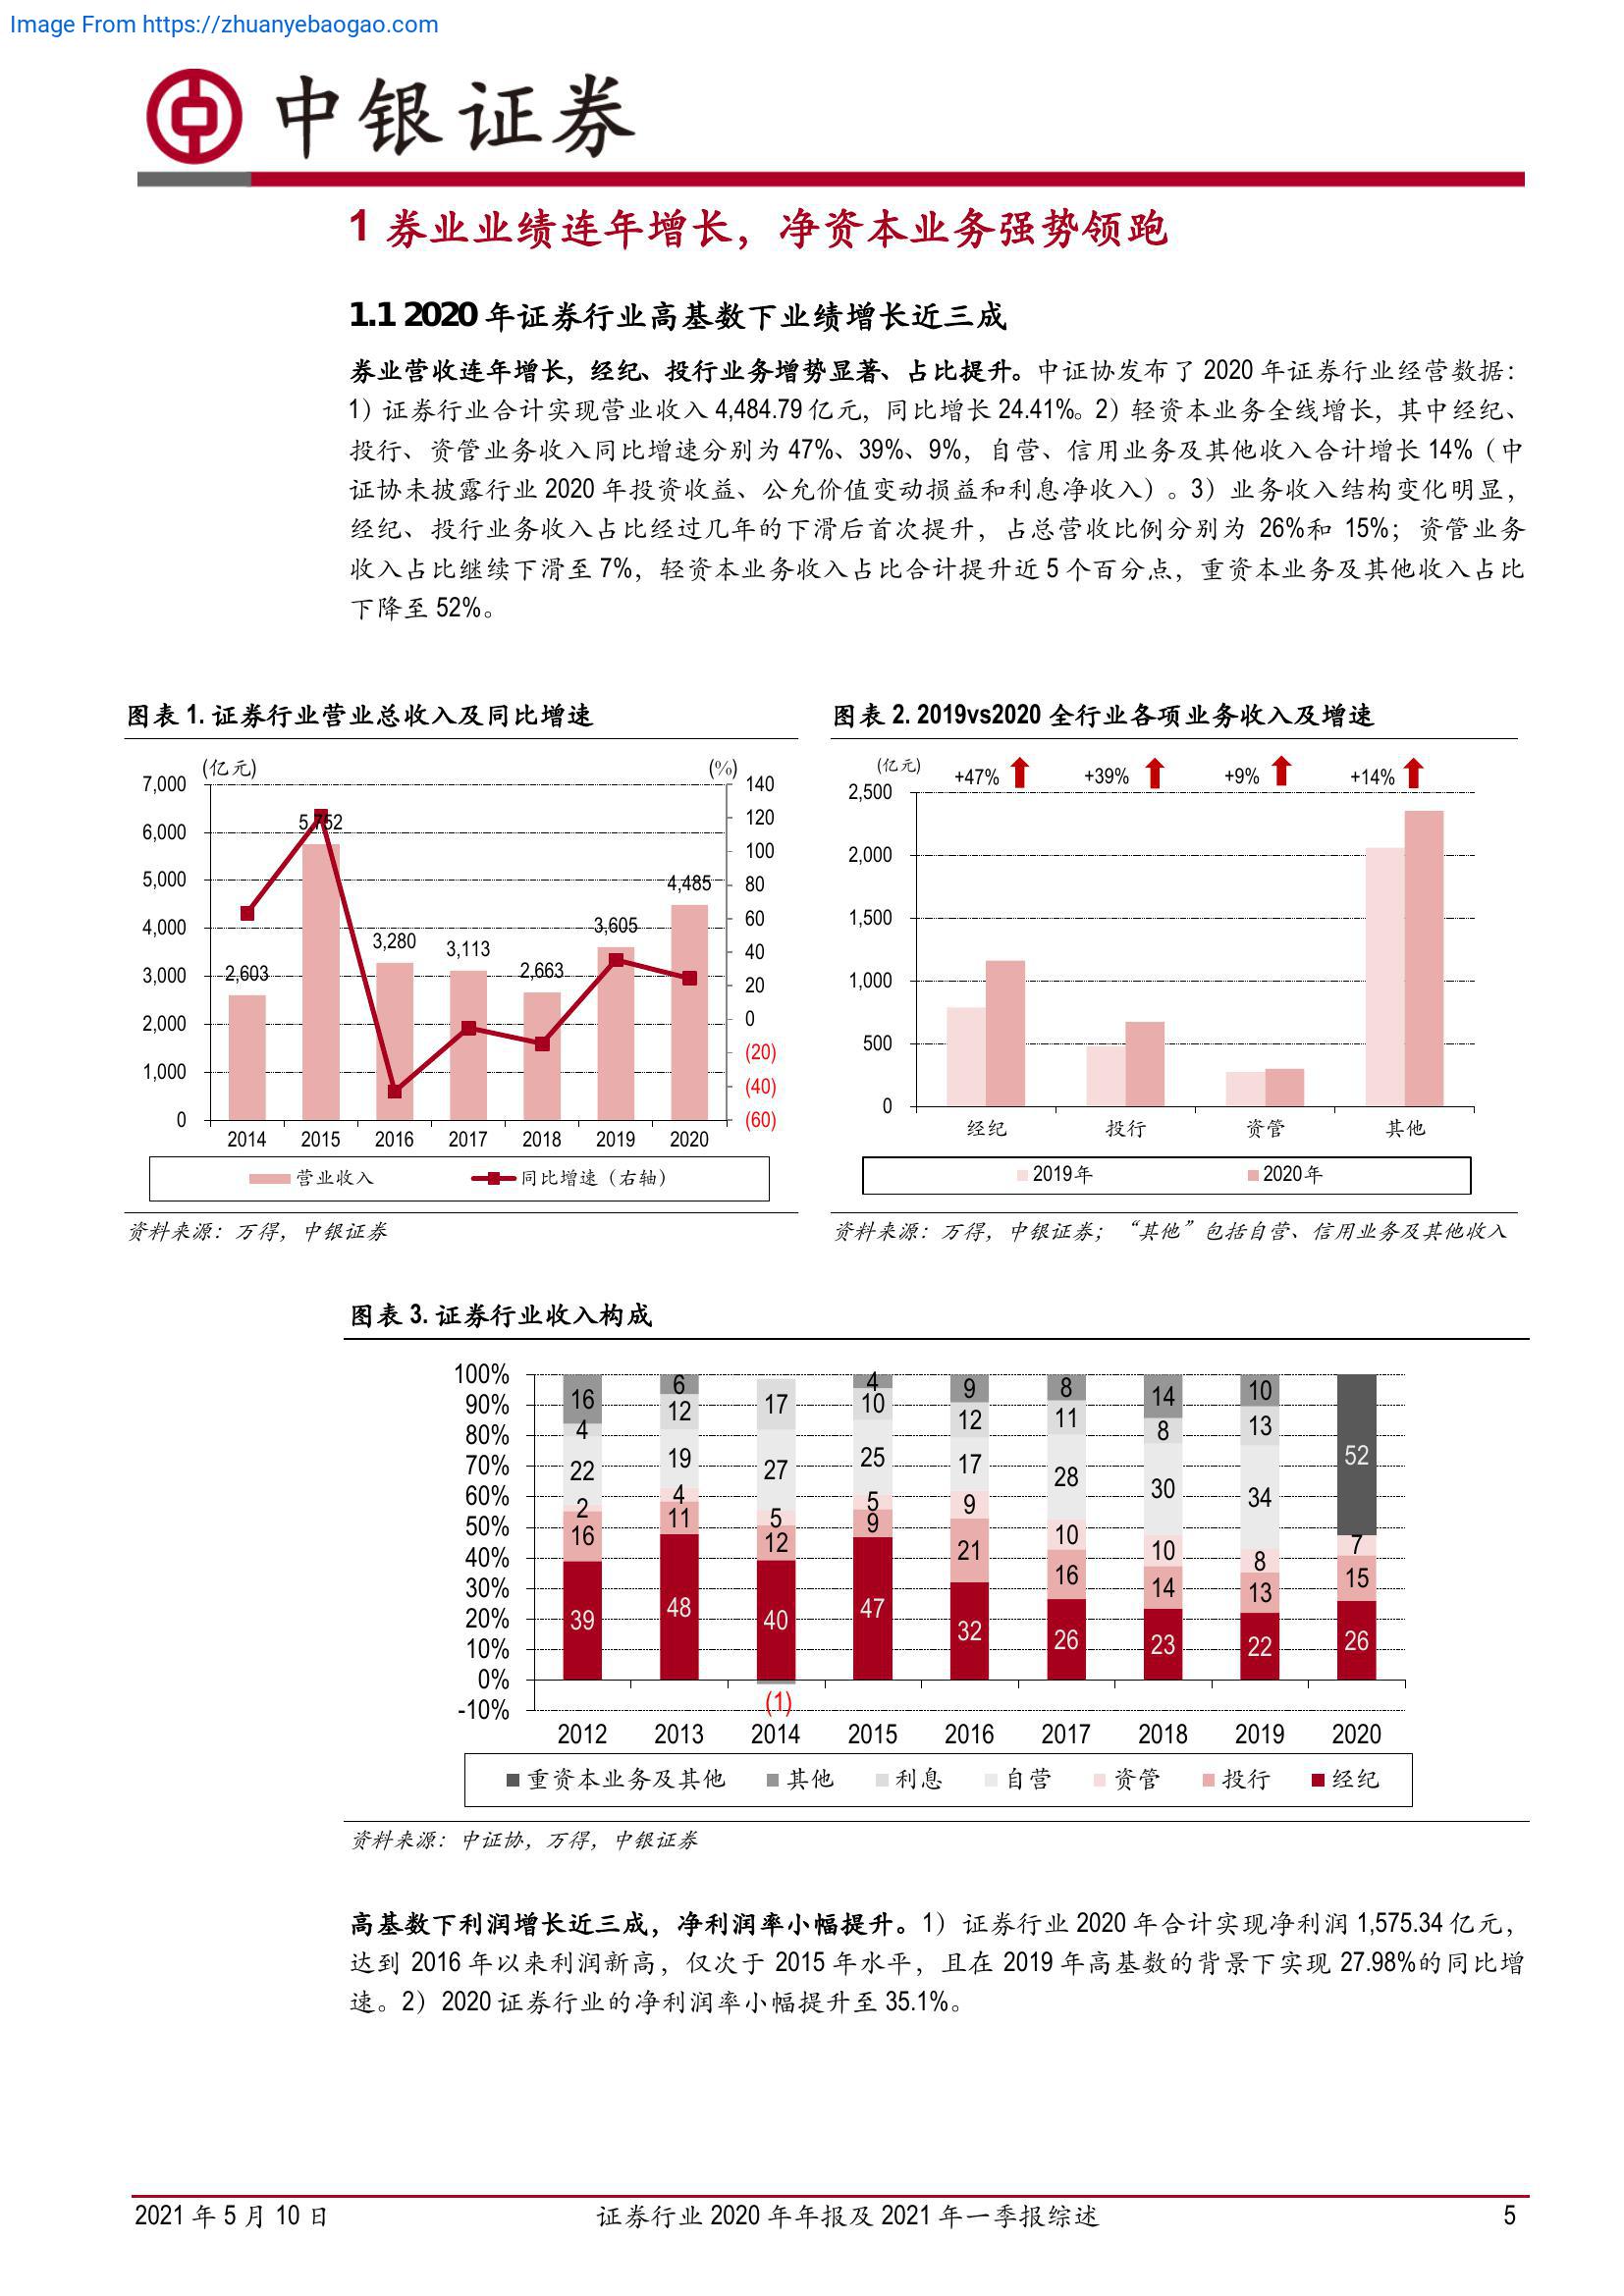 Image From https://zhuanyebaogao.com
中银证券
1 券业业绩连年增长，净资本业务强势领跑
1.1 2020 年证券行业高基数下业绩增长近三成
券业营收连年增长，经纪、投行业务增势显著、占比提升。中证协发布了 2020 年证券行业经营数据：
1）证券行业合计实现营业收入 4,484.79 亿元，同比增长 24.41%。2）轻资本业务全线增长，其中经纪、
投行、资管业务收入同比增速分别为 47%、39%、9%，自营、信用业务及其他收入合计增长 14%（中
证协未披露行业 2020 年投资收益、公允价值变动损益和利息净收入）。3）业务收入结构变化明显，
经纪、投行业务收入占比经过几年的下滑后首次提升，占总营收比例分别为 26%和 15%；资管业务
收入占比继续下滑至 7%，轻资本业务收入占比合计提升近 5 个百分点，重资本业务及其他收入占比
下降至 52%。
图表 1. 证券行业营业总收入及同比增速
(亿元)
(%)
7,000
6,000
5,000
4,000
3,000
2,000
1,000
0
140
120
100
80
60
40
20
0
(20)
(40)
(60)
2,603
5,752
3,280
3,113
2,663
3,605
4,485
2014 2015 2016 2017 2018 2019 2020
营业收入 同比增速（右轴）
资料来源：万得，中银证券
图表 2. 2019vs2020 全行业各项业务收入及增速
(亿元)
+47% +39% +9% +14%
2,500
2,000
1,500
1,000
500
0
经纪 投行 资管 其他
2019年 2020年
资料来源：万得，中银证券；“其他”包括自营、信用业务及其他收入
图表 3. 证券行业收入构成
100%
90%
80%
70%
60%
50%
40%
30%
20%
10%
0%
-10%
16 4 22 2 16 39
6 12 19 4 11 48
17 27 5 12 40 (1)
4 10 25 5 9 47
9 12 17 9 21 32
8 11 28 10 16 26
14 8 30 10 14 23
10 13 34 8 13 22
52 7 15 26
2012 2013 2014 2015 2016 2017 2018 2019 2020
重资本业务及其他 其他 利息 自营 资管 投行 经纪
资料来源：中证协，万得，中银证券
高基数下利润增长近三成，净利润率小幅提升。1）证券行业 2020 年合计实现净利润 1,575.34 亿元，
达到 2016 年以来利润新高，仅次于 2015 年水平，且在 2019 年高基数的背景下实现 27.98%的同比增
速。2）2020 证券行业的净利润率小幅提升至 35.1%。
2021 年 5 月 10 日 证券行业 2020 年年报及 2021 年一季报综述 5